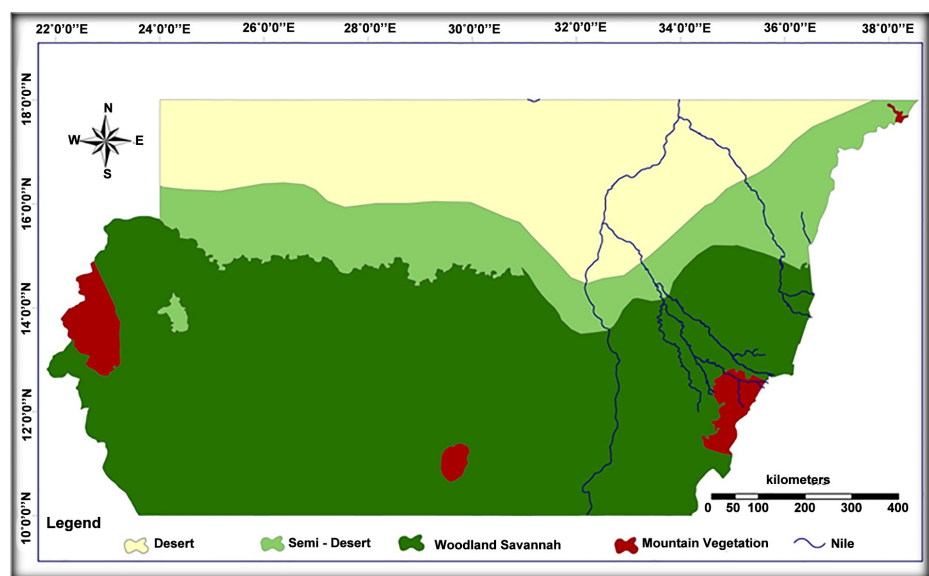 22°0'0"N 24°0'0"N 26°0'0"N 28°0'0"N 30°0'0"N 32°0'0"N 34°0'0"N 36°0'0"N 38°0'0"N
18°0'0"N
16°0'0"N
14°0'0"N
12°0'0"N
10°0'0"N
N
W E
S
kilometers
0 50 100 200 300 400
Legend
Desert Semi - Desert Woodland Savannah Mountain Vegetation Nile